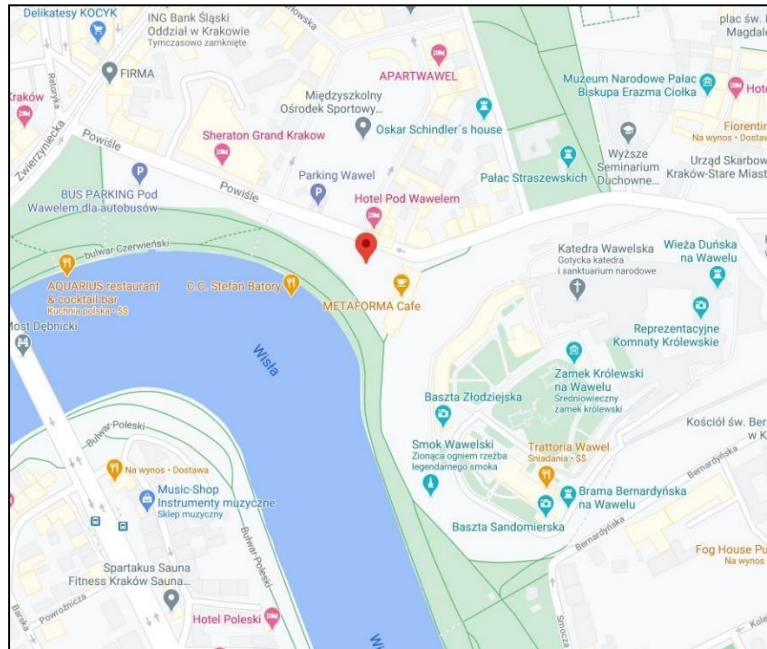 Delikatesy KOCYK
ING Bank Śląski
Oddział w Krakowie
Tymczasowo zamknięte
plac św.
Magdale
FIRMA
APARTWAWEL
Retoryka
Kraków
Międzyszkolny
Ośrodek Sportowy...
Muzeum Narodowe Pałac
Biskupa Erazma Ciołka
Hote
Zwierzyniecka
Powiśle
Sheraton Grand Krakow
Oskar Schindler´s house
Fiorentin
Na wynos • Dostaw
Wyższe
Seminarium
Duchowne...
Urząd Skarbow
Kraków-Stare Miast
Pałac Straszewskich
BUS PARKING Pod
Wawelem dla autobusów
Powiśle
Parking Wawel
Hotel Pod Wawelem
bulwar Czerwieński
Katedra Wawelska
Gotycka katedra
i sanktuarium narodowe
Wieża Duńska
na Wawelu
AQUARIUS restaurant
& cocktail bar
Kuchnia polska • $$
C.C. Stefan Batory
METAFORMA Cafe
Most Dębnicki
Reprezentacyjne
Komnaty Królewskie
Wisła
Zamek Królewski
na Wawelu
Średniowieczny
zamek królewski
Baszta Złodziejska
Kościół św. Ber
w K
Bulwar Poleski
Smok Wawelski
Zionąca ogniem rzeźba
legendarnego smoka
Trattoria Wawel
Śniadania • $$
Bernardyńska
Na wynos • Dostawa
Music-Shop
Instrumenty muzyczne
Sklep muzyczny
Brama Bernardyńska
na Wawelu
Baszta Sandomierska
Bernardyńska
Bulwar Poleski
Fog House Pu
Na wynos
Spartakus Sauna
Fitness Kraków Sauna...
Powroźnicza
Barska
Hotel Poleski
Smocza
Kole
Wi